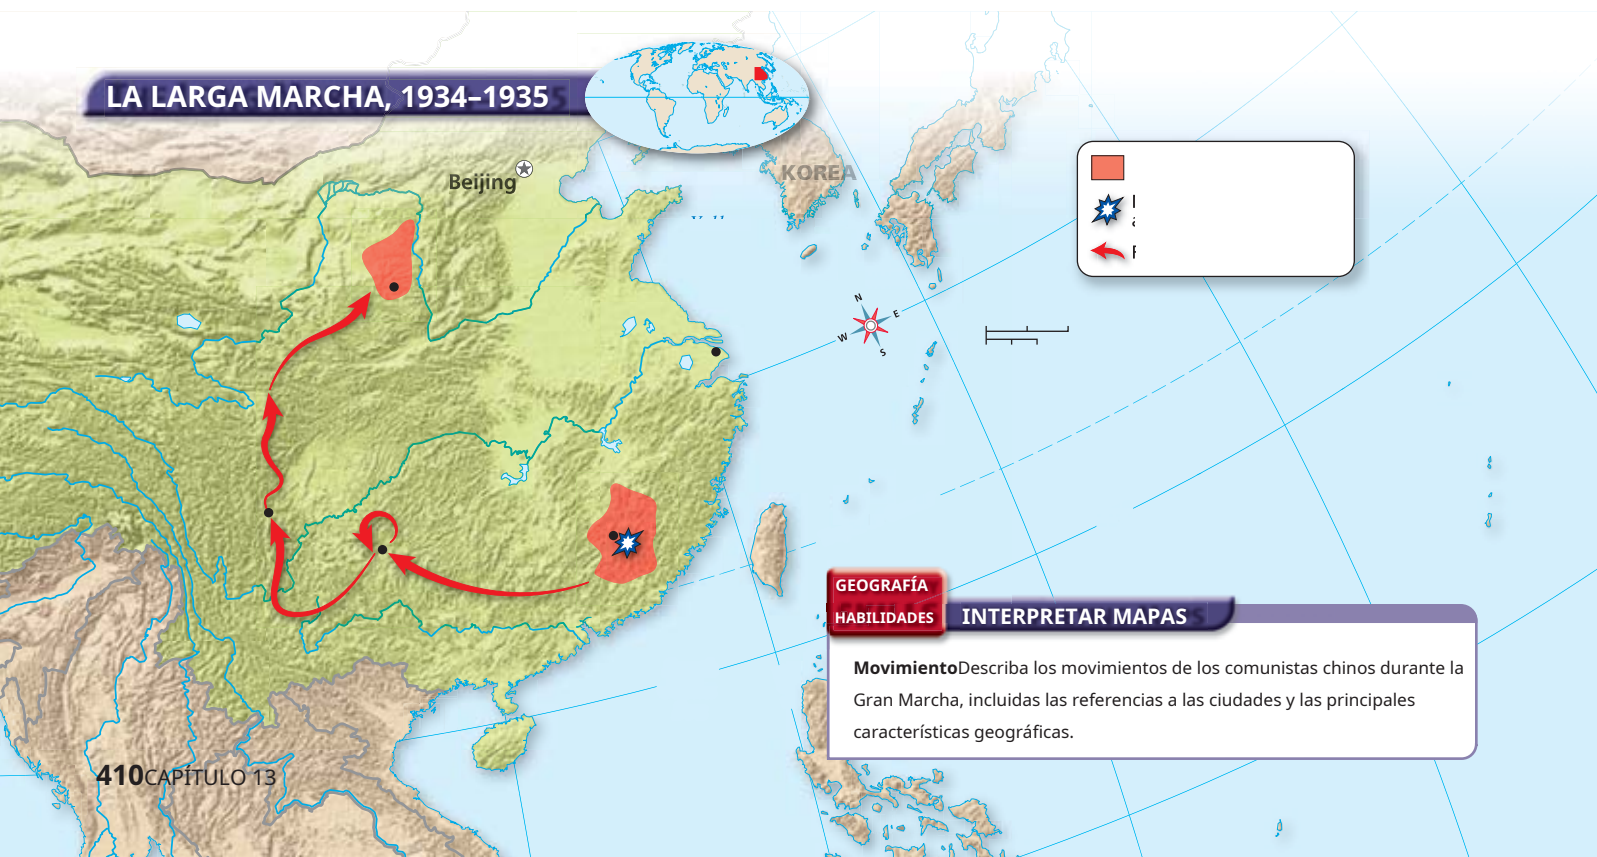 LA LARGA MARCHA, 1934–1935
Beijing
KOREA
N
E
W
S
GEOGRAFÍA
HABILIDADES
INTERPRETAR MAPAS
MovimientoDescriba los movimientos de los comunistas chinos durante la
Gran Marcha, incluidas las referencias a las ciudades y las principales
características geográficas.
410CAPÍTULO 13